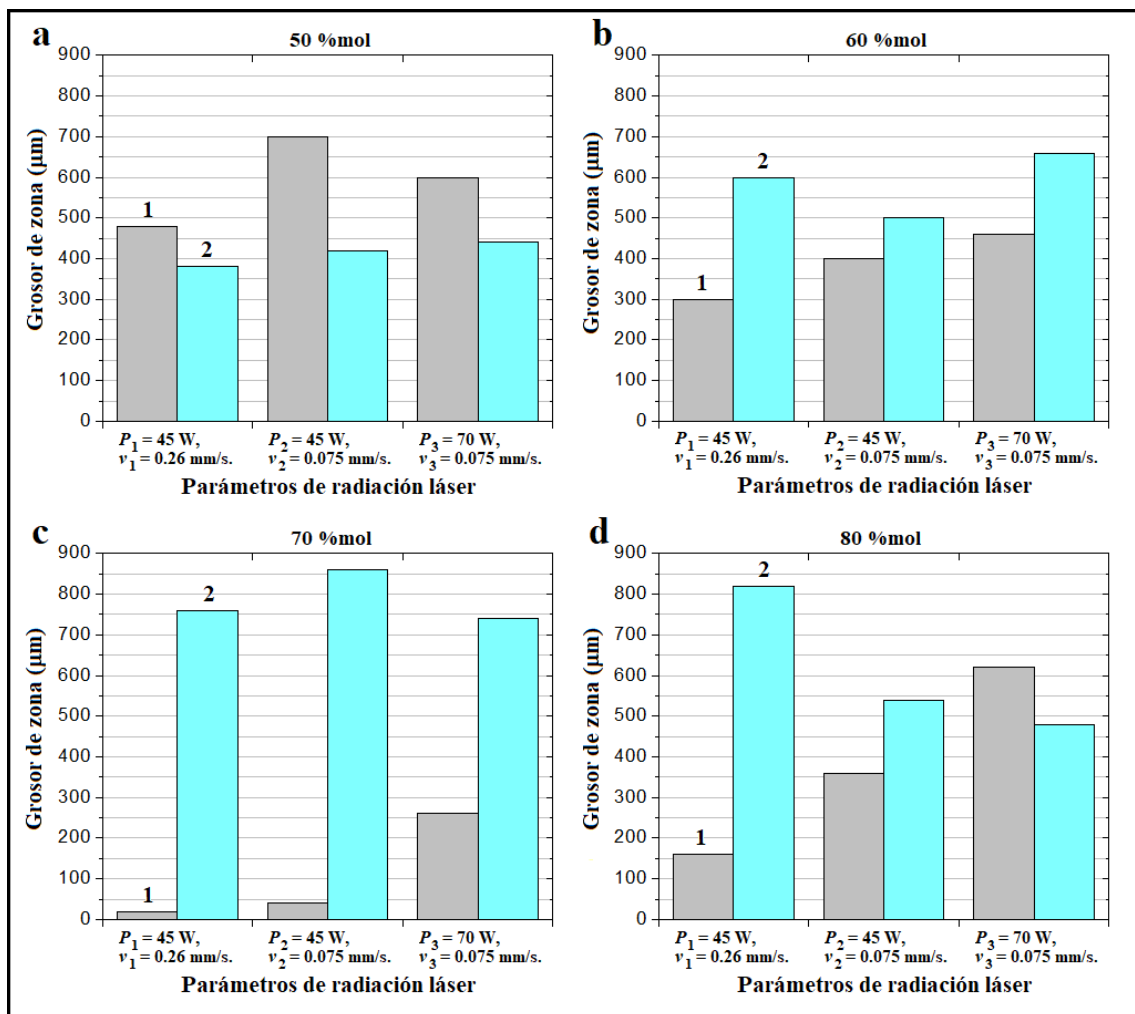 a
50 %mol
Grosor de zona (µm)
900
800
700
600
500
400
300
200
100
0
1
2
P1 = 45 W,
v1 = 0.26 mm/s.
P2 = 45 W,
v2 = 0.075 mm/s.
P3 = 70 W,
v3 = 0.075 mm/s.
Parámetros de radiación láser
b
60 %mol
Grosor de zona (µm)
900
800
700
600
500
400
300
200
100
0
1
2
P1 = 45 W,
v1 = 0.26 mm/s.
P2 = 45 W,
v2 = 0.075 mm/s.
P3 = 70 W,
v3 = 0.075 mm/s.
Parámetros de radiación láser
c
70 %mol
Grosor de zona (µm)
900
800
700
600
500
400
300
200
100
0
1
2
P1 = 45 W,
v1 = 0.26 mm/s.
P2 = 45 W,
v2 = 0.075 mm/s.
P3 = 70 W,
v3 = 0.075 mm/s.
Parámetros de radiación láser
d
80 %mol
Grosor de zona (µm)
900
800
700
600
500
400
300
200
100
0
1
2
P1 = 45 W,
v1 = 0.26 mm/s.
P2 = 45 W,
v2 = 0.075 mm/s.
P3 = 70 W,
v3 = 0.075 mm/s.
Parámetros de radiación láser